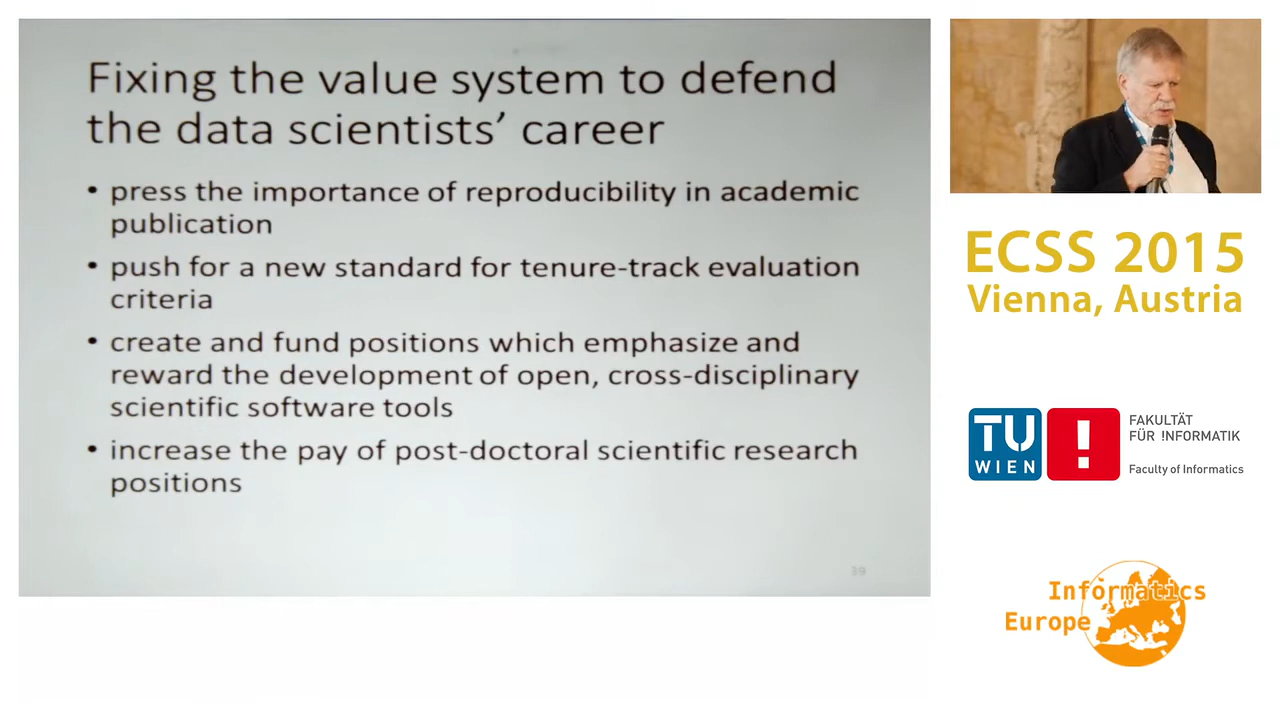 Fixing the value system to defend
the data scientists’ career
• press the importance of reproducibility in academic
publication
• push for a new standard for tenure-track evaluation
criteria
• create and fund positions which emphasize and
reward the development of open, cross-disciplinary
scientific software tools
• increase the pay of post-doctoral scientific research
positions
39
ECSS 2015
Vienna, Austria
TU
WIEN
!
FAKULTÄT
FÜR !NFORMATIK
Faculty of Informatics
Informatics
Europe